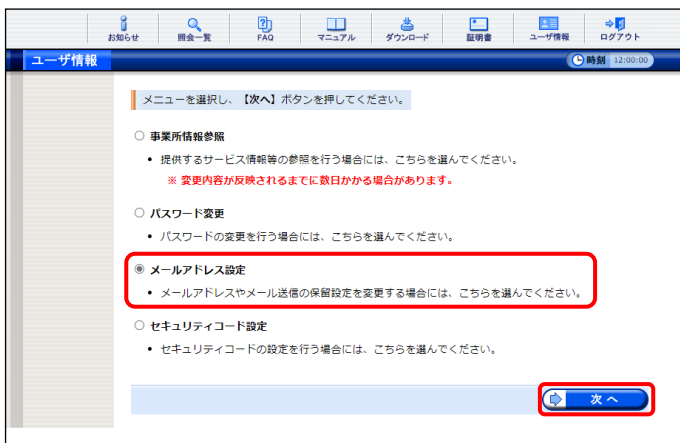 お知らせ 照会一覧 FAQ マニュアル ダウンロード 証明書 ユーザ情報 ログアウト
ユーザ情報 時刻 12:00:00
メニューを選択し、【次へ】ボタンを押してください。
事業所情報参照
• 提供するサービス情報等の参照を行う場合には、こちらを選んでください。
※ 変更内容が反映されるまでに数日かかる場合があります。
パスワード変更
• パスワードの変更を行う場合には、こちらを選んでください。
メールアドレス設定
• メールアドレスやメール送信の保留設定を変更する場合には、こちらを選んでください。
セキュリティコード設定
• セキュリティコードの設定を行う場合には、こちらを選んでください。
次 へ